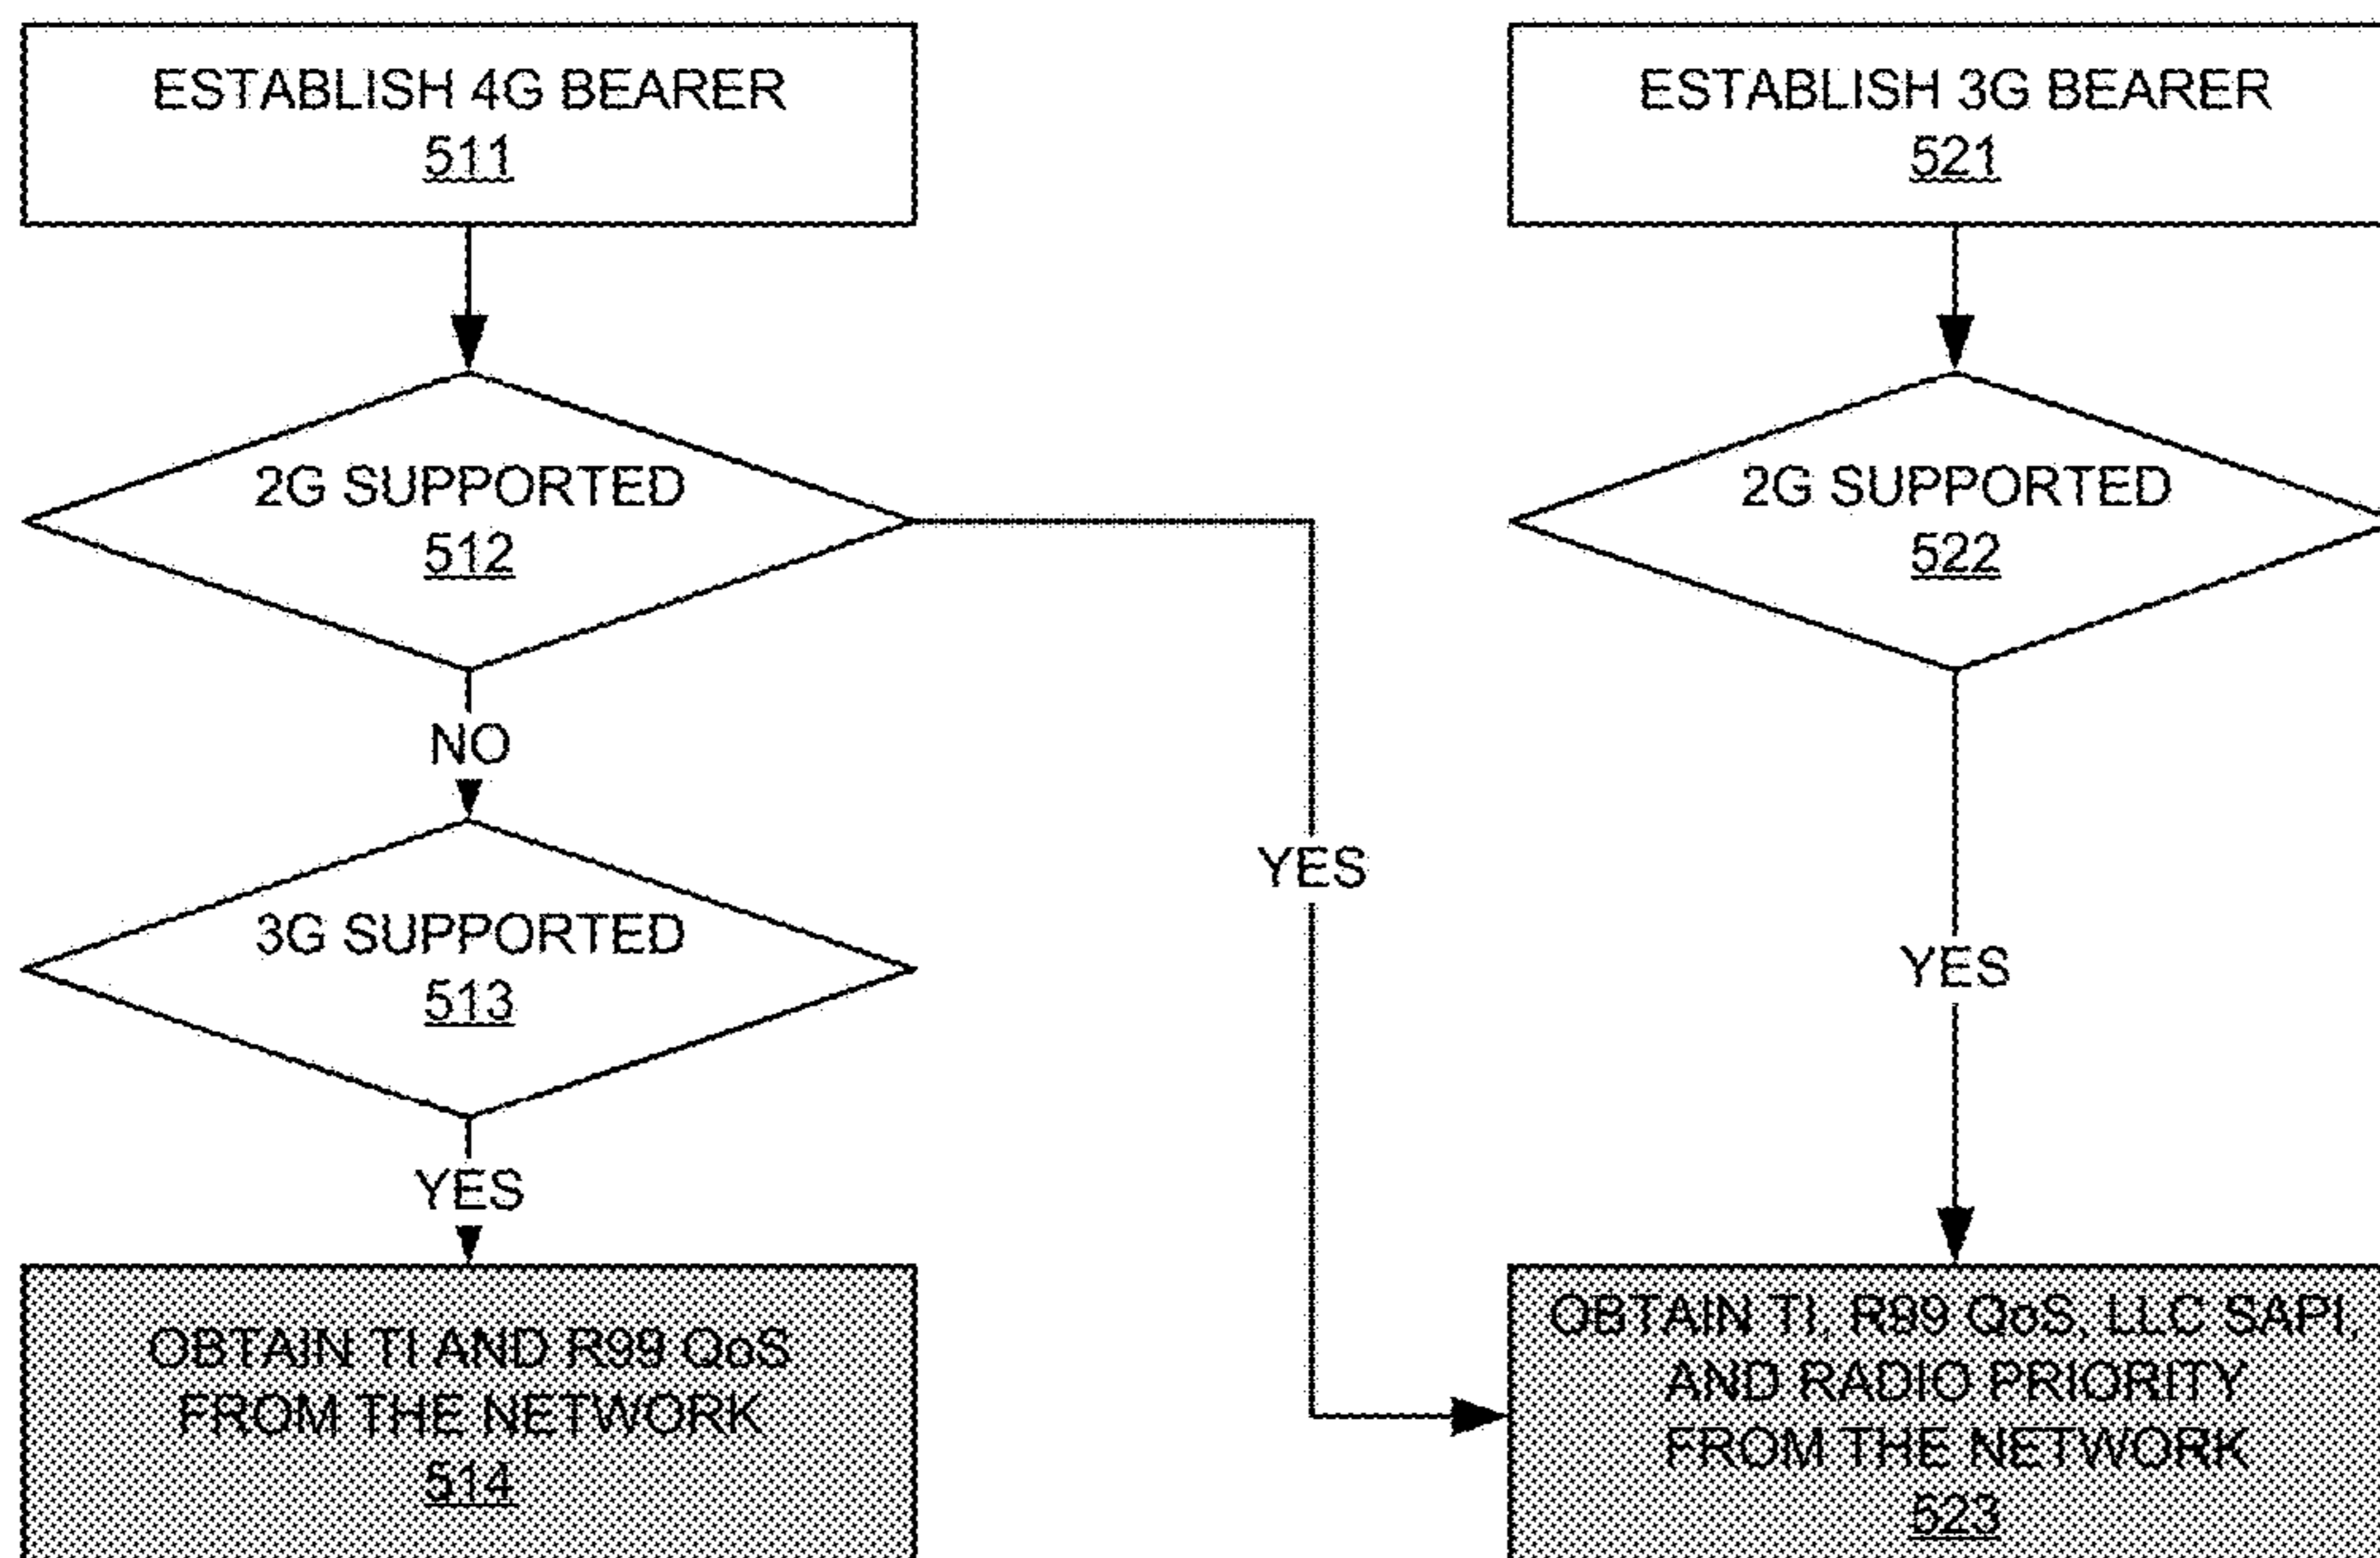 ESTABLISH 4G BEARER
511
2G SUPPORTED
512
NO
3G SUPPORTED
513
YES
OBTAIN TI AND R99 QoS
FROM THE NETWORK
514
YES
ESTABLISH 3G BEARER
521
2G SUPPORTED
522
YES
OBTAIN TI, R99 QoS, LLC SAPI,
AND RADIO PRIORITY
FROM THE NETWORK
523